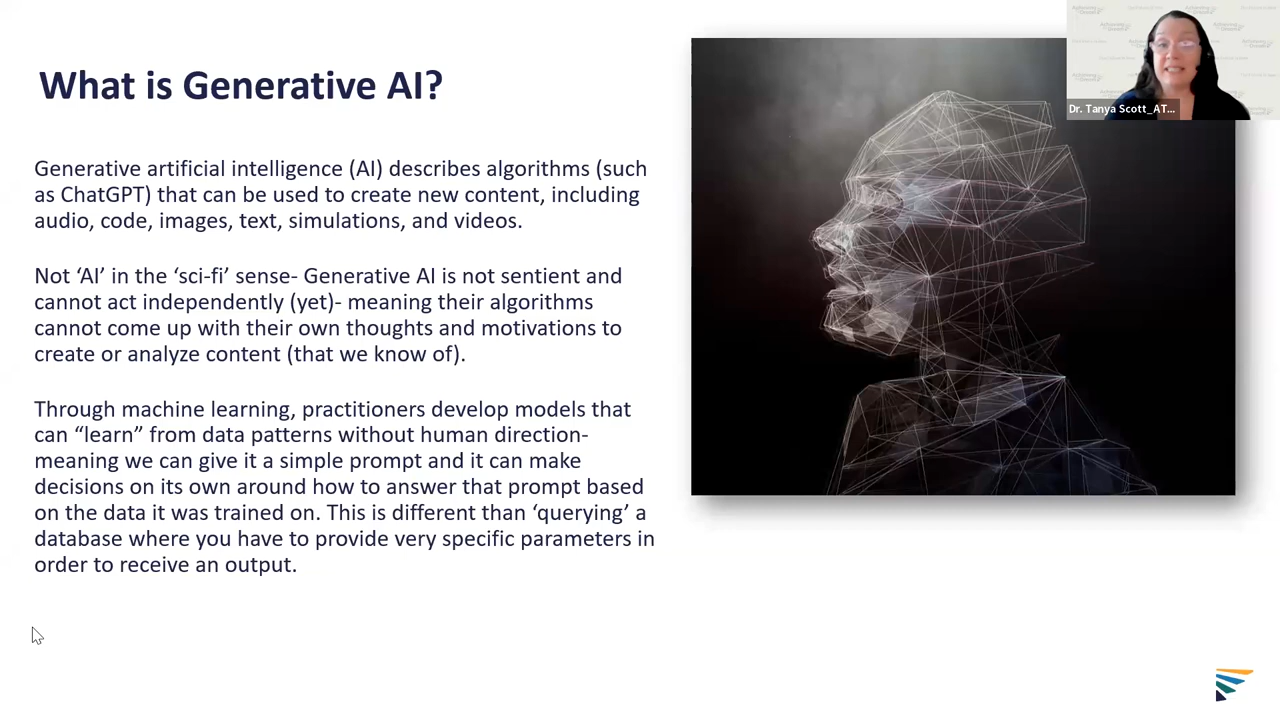 What is Generative AI?
Generative artificial intelligence (AI) describes algorithms (such
as ChatGPT) that can be used to create new content, including
audio, code, images, text, simulations, and videos.
Not ‘AI’ in the ‘sci-fi’ sense- Generative AI is not sentient and
cannot act independently (yet)- meaning their algorithms
cannot come up with their own thoughts and motivations to
create or analyze content (that we know of).
Through machine learning, practitioners develop models that
can “learn” from data patterns without human direction-
meaning we can give it a simple prompt and it can make
decisions on its own around how to answer that prompt based
on the data it was trained on. This is different than ‘querying’ a
database where you have to provide very specific parameters in
order to receive an output.
Dr. Tanya Scott_AT...